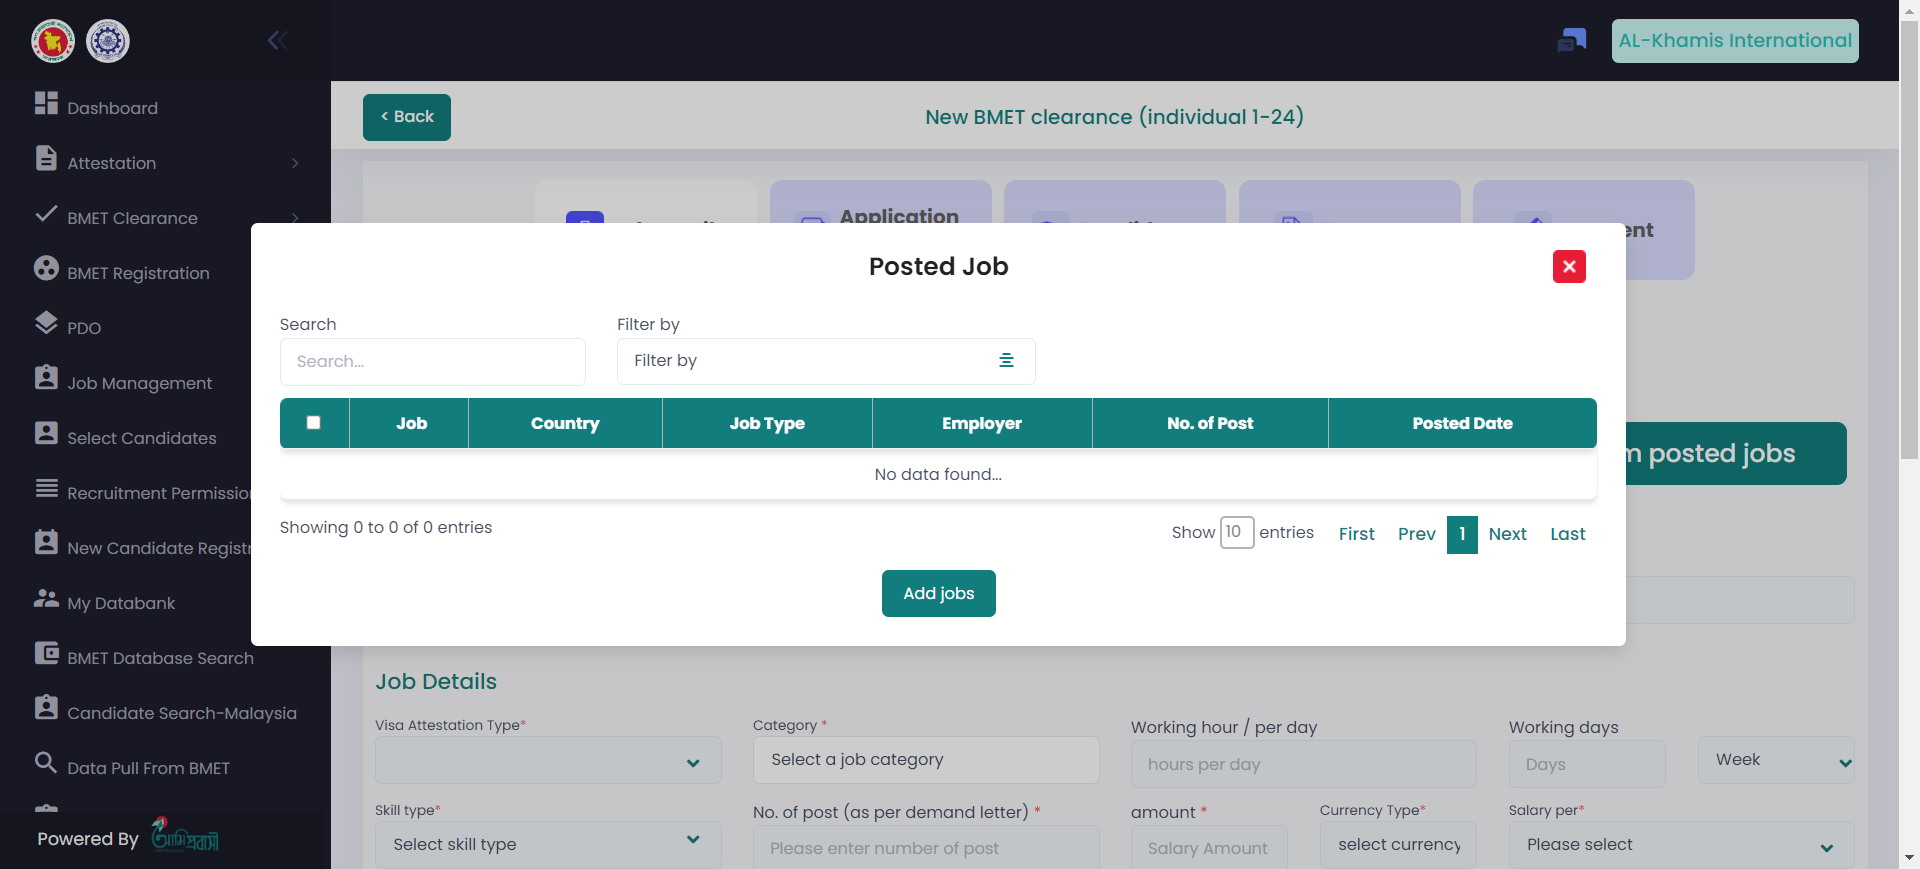 AL-Khamis International
Dashboard
Attestation
BMET Clearance
BMET Registration
PDO
Job Management
Select Candidates
Recruitment Permission
New Candidate Registr
My Databank
BMET Database Search
Candidate Search-Malaysia
Data Pull From BMET
Powered By আমি প্রবাসী
< Back
New BMET clearance (individual 1-24)
Application
ent
Posted Job
Search
Filter by
Search...
Filter by
Job
Country
Job Type
Employer
No. of Post
Posted Date
No data found...
Showing 0 to 0 of 0 entries
Show 10 entries
First
Prev
1
Next
Last
Add jobs
m posted jobs
Job Details
Visa Attestation Type*
Category *
Select a job category
Working hour / per day
hours per day
Working days
Days
Week
Skill type*
Select skill type
No. of post (as per demand letter) *
Please enter number of post
amount *
Salary Amount
Currency Type*
select currency
Salary per*
Please select